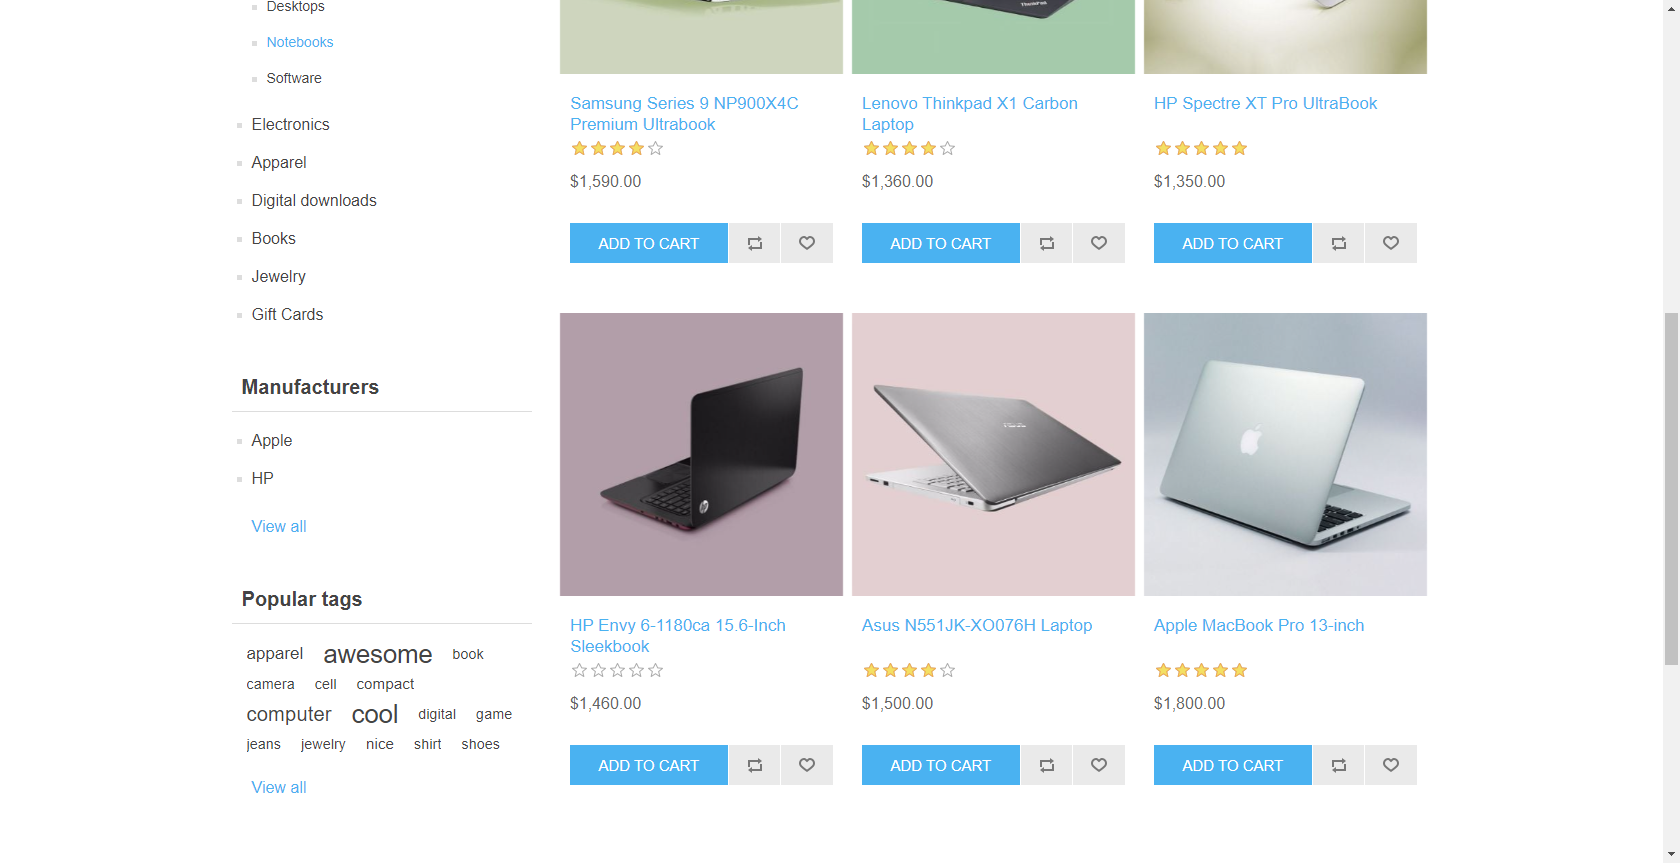 Desktops
Notebooks
Software
Electronics
Apparel
Digital downloads
Books
Jewelry
Gift Cards
Manufacturers
Apple
HP
View all
Popular tags
apparel awesome book
camera cell compact
computer cool digital game
jeans jewelry nice shirt shoes
View all
ThinkPad
Samsung Series 9 NP900X4C
Premium Ultrabook
$1,590.00
ADD TO CART
Lenovo Thinkpad X1 Carbon
Laptop
$1,360.00
ADD TO CART
HP Spectre XT Pro UltraBook
$1,350.00
ADD TO CART
HP Envy 6-1180ca 15.6-Inch
Sleekbook
$1,460.00
ADD TO CART
Asus N551JK-XO076H Laptop
$1,500.00
ADD TO CART
Apple MacBook Pro 13-inch
$1,800.00
ADD TO CART